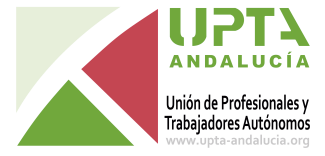 UPTA
ANDALUCÍA
Unión de Profesionales y
Trabajadores Autónomos
www.upta-andalucia.org